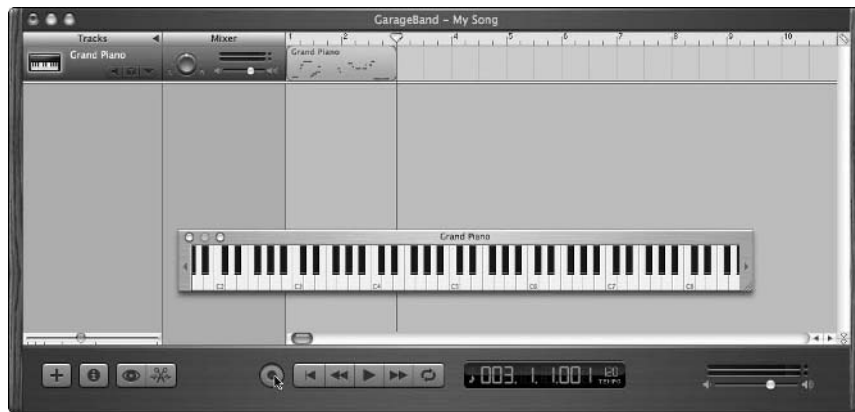 GarageBand – My Song
Tracks Mixer 1 2 4 5 6 7 8 9 10
Grand Piano Grand Piano
Grand Piano
C2 C3 C4 C5 C6 C7 C8
003. 1. 1.001 120
TEMPO